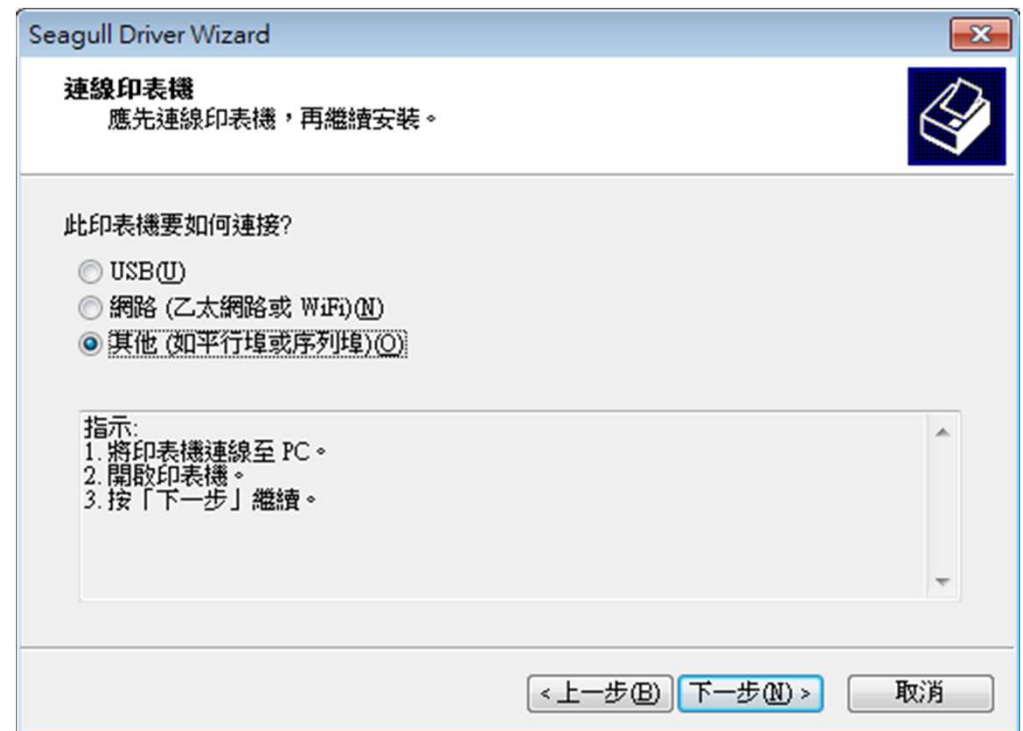 Seagull Driver Wizard
連線印表機
應先連線印表機，再繼續安裝。
此印表機要如何連接?
USB(U)
網路 (乙太網路或 WiFi)(N)
其他 (如平行埠或序列埠)(O)
指示:
1. 將印表機連線至 PC。
2. 開啟印表機。
3. 按「下一步」繼續。
<上一步(B) 下一步(N)> 取消